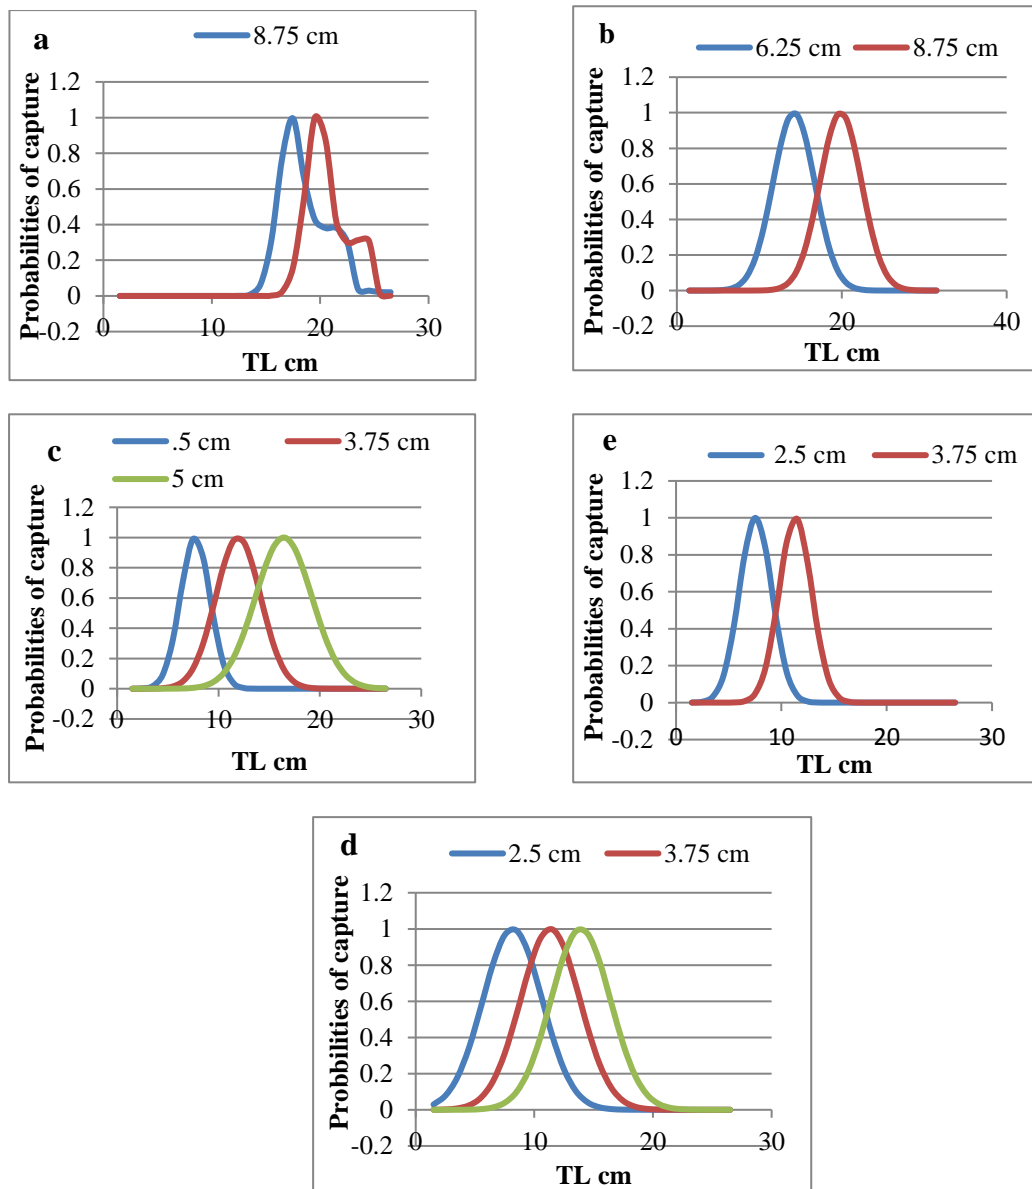 a
8.75 cm
Probabilities of capture
1.2
1
0.8
0.6
0.4
0.2
0
-0.2
0 10 20 30
TL cm
b
6.25 cm 8.75 cm
Probabilities of capture
1.2
1
0.8
0.6
0.4
0.2
0
-0.2
0 20 40
TL cm
c
.5 cm 3.75 cm
5 cm
Probabilities of capture
1.2
1
0.8
0.6
0.4
0.2
0
-0.2
0 10 20 30
TL cm
e
2.5 cm 3.75 cm
Probabilities of capture
1.2
1
0.8
0.6
0.4
0.2
0
-0.2
0 10 20 30
TL cm
d
2.5 cm 3.75 cm
Probbilities of capture
1.2
1
0.8
0.6
0.4
0.2
0
-0.2
0 10 20 30
TL cm